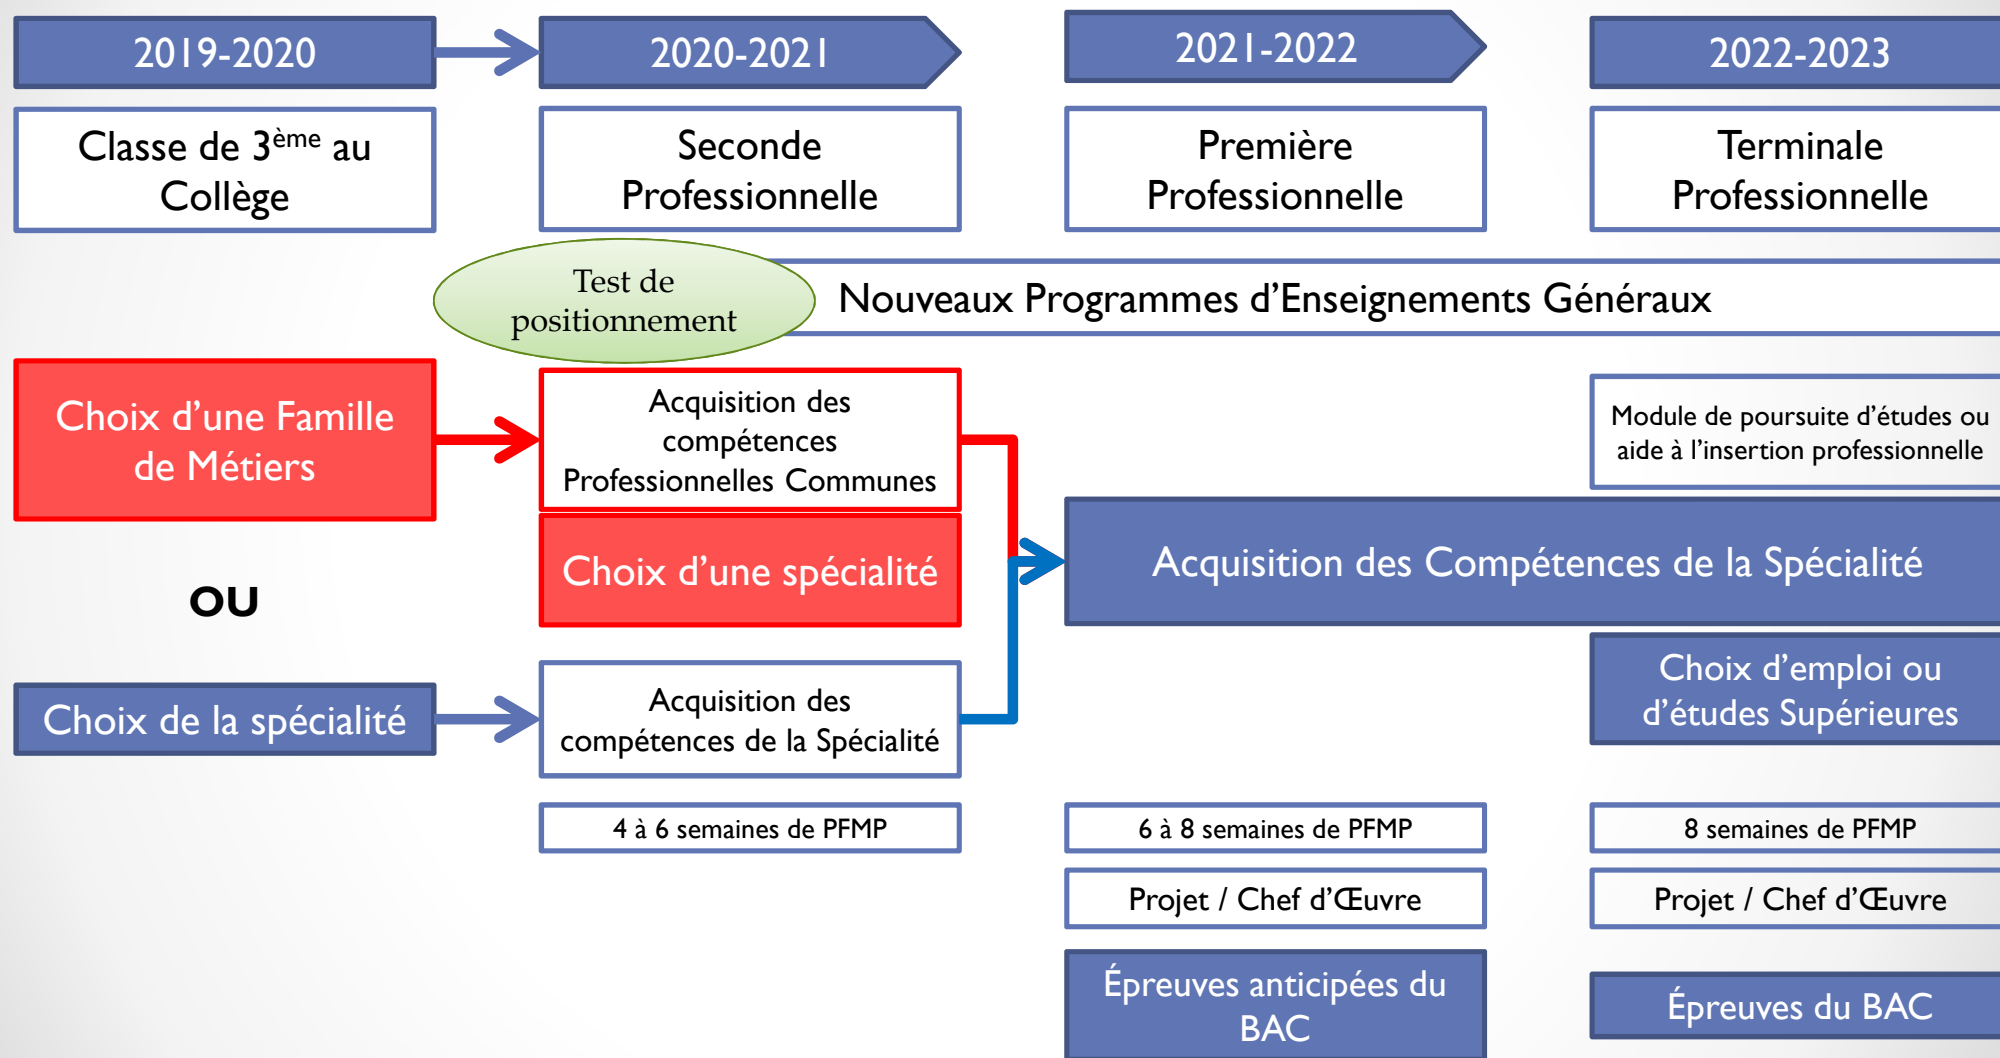 2019-2020
2020-2021
2021-2022
2022-2023
Classe de 3ème au
Collège
Seconde
Professionnelle
Première
Professionnelle
Terminale
Professionnelle
Test de
positionnement
Nouveaux Programmes d’Enseignements Généraux
Choix d’une Famille
de Métiers
Acquisition des
compétences
Professionnelles Communes
Module de poursuite d’études ou
aide à l’insertion professionnelle
Choix d’une spécialité
Acquisition des Compétences de la Spécialité
OU
Choix de la spécialité
Acquisition des
compétences de la Spécialité
Choix d’emploi ou
d’études Supérieures
4 à 6 semaines de PFMP
6 à 8 semaines de PFMP
8 semaines de PFMP
Projet / Chef d’Œuvre
Projet / Chef d’Œuvre
Épreuves anticipées du
BAC
Épreuves du BAC